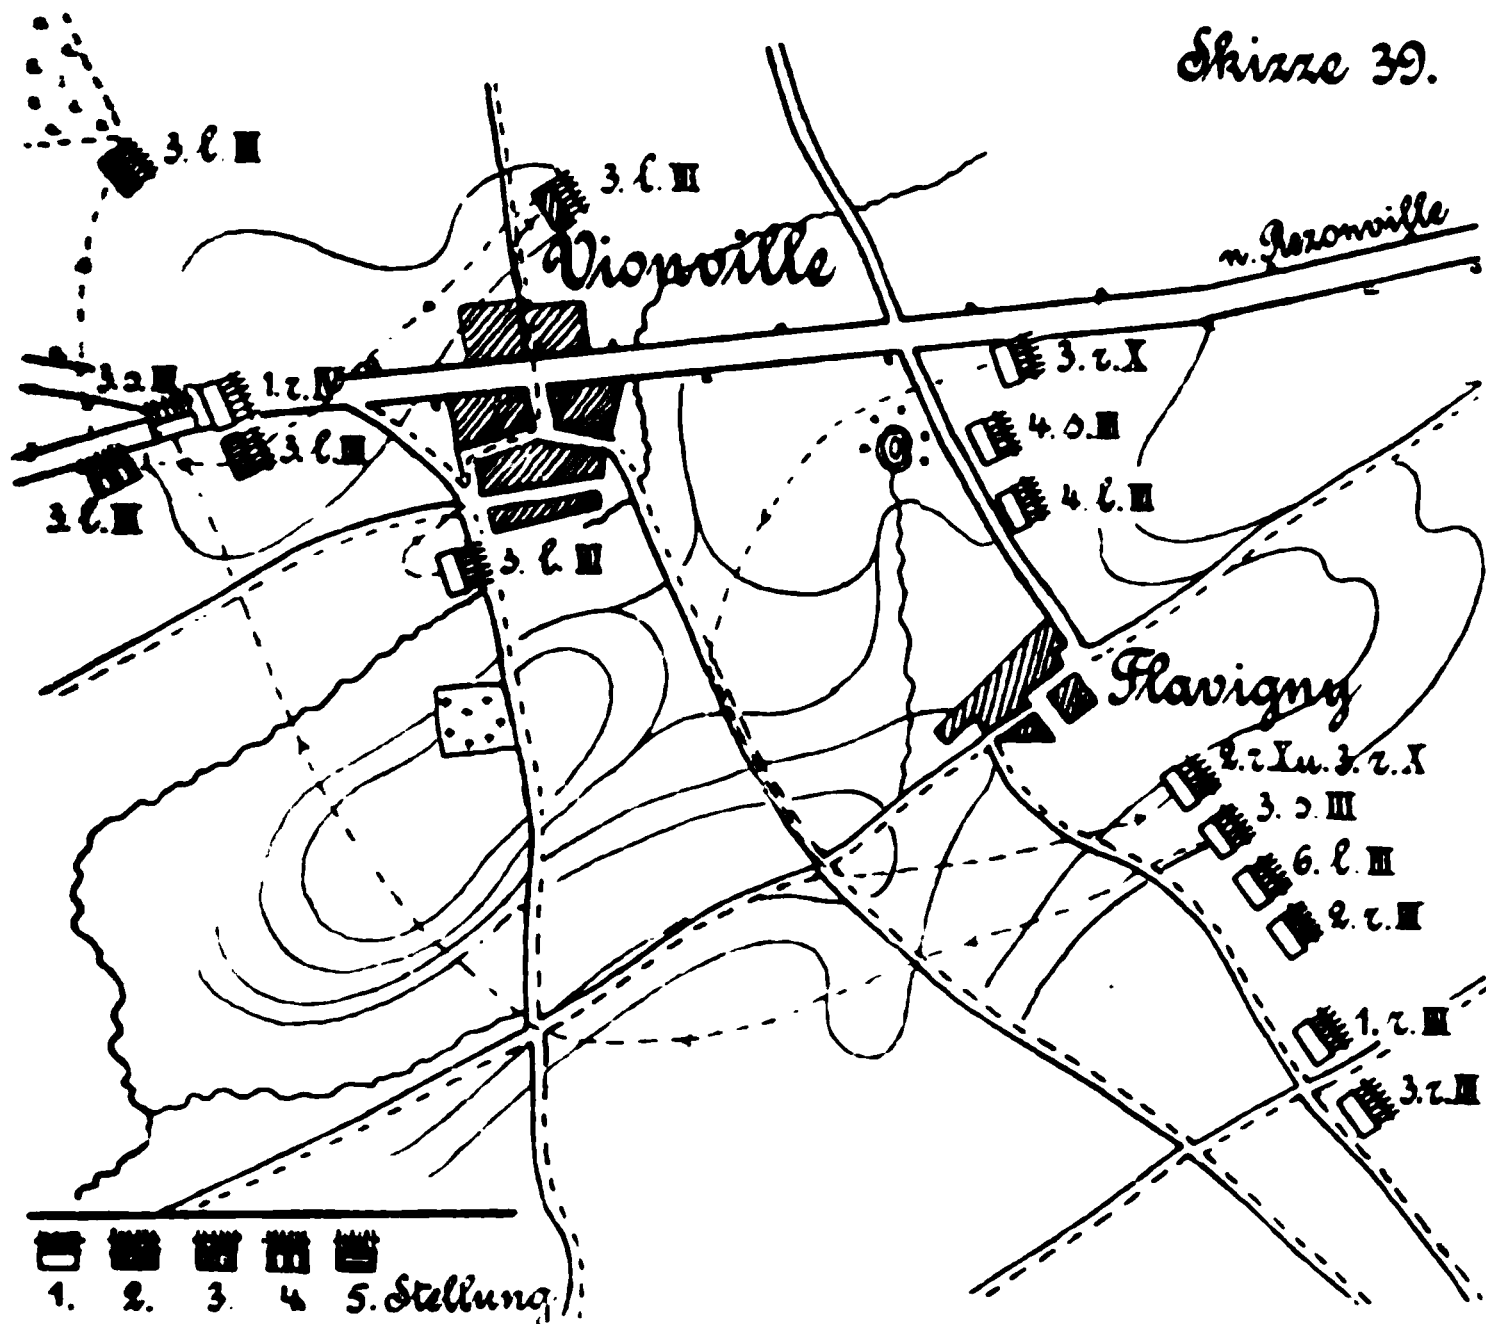 Skizze 39.
3. l. III
3. l. III
Vionville
n. Rezonville
1. r. IV
3. r. X
3. l. III
4. s. III
3. l. III
4. l. III
3. l. III
Flavigny
2. r. X u. 3. r. X
3. s. III
6. l. III
2. r. III
1. r. III
3. r. III
1. 2. 3. 4. 5. Stellung